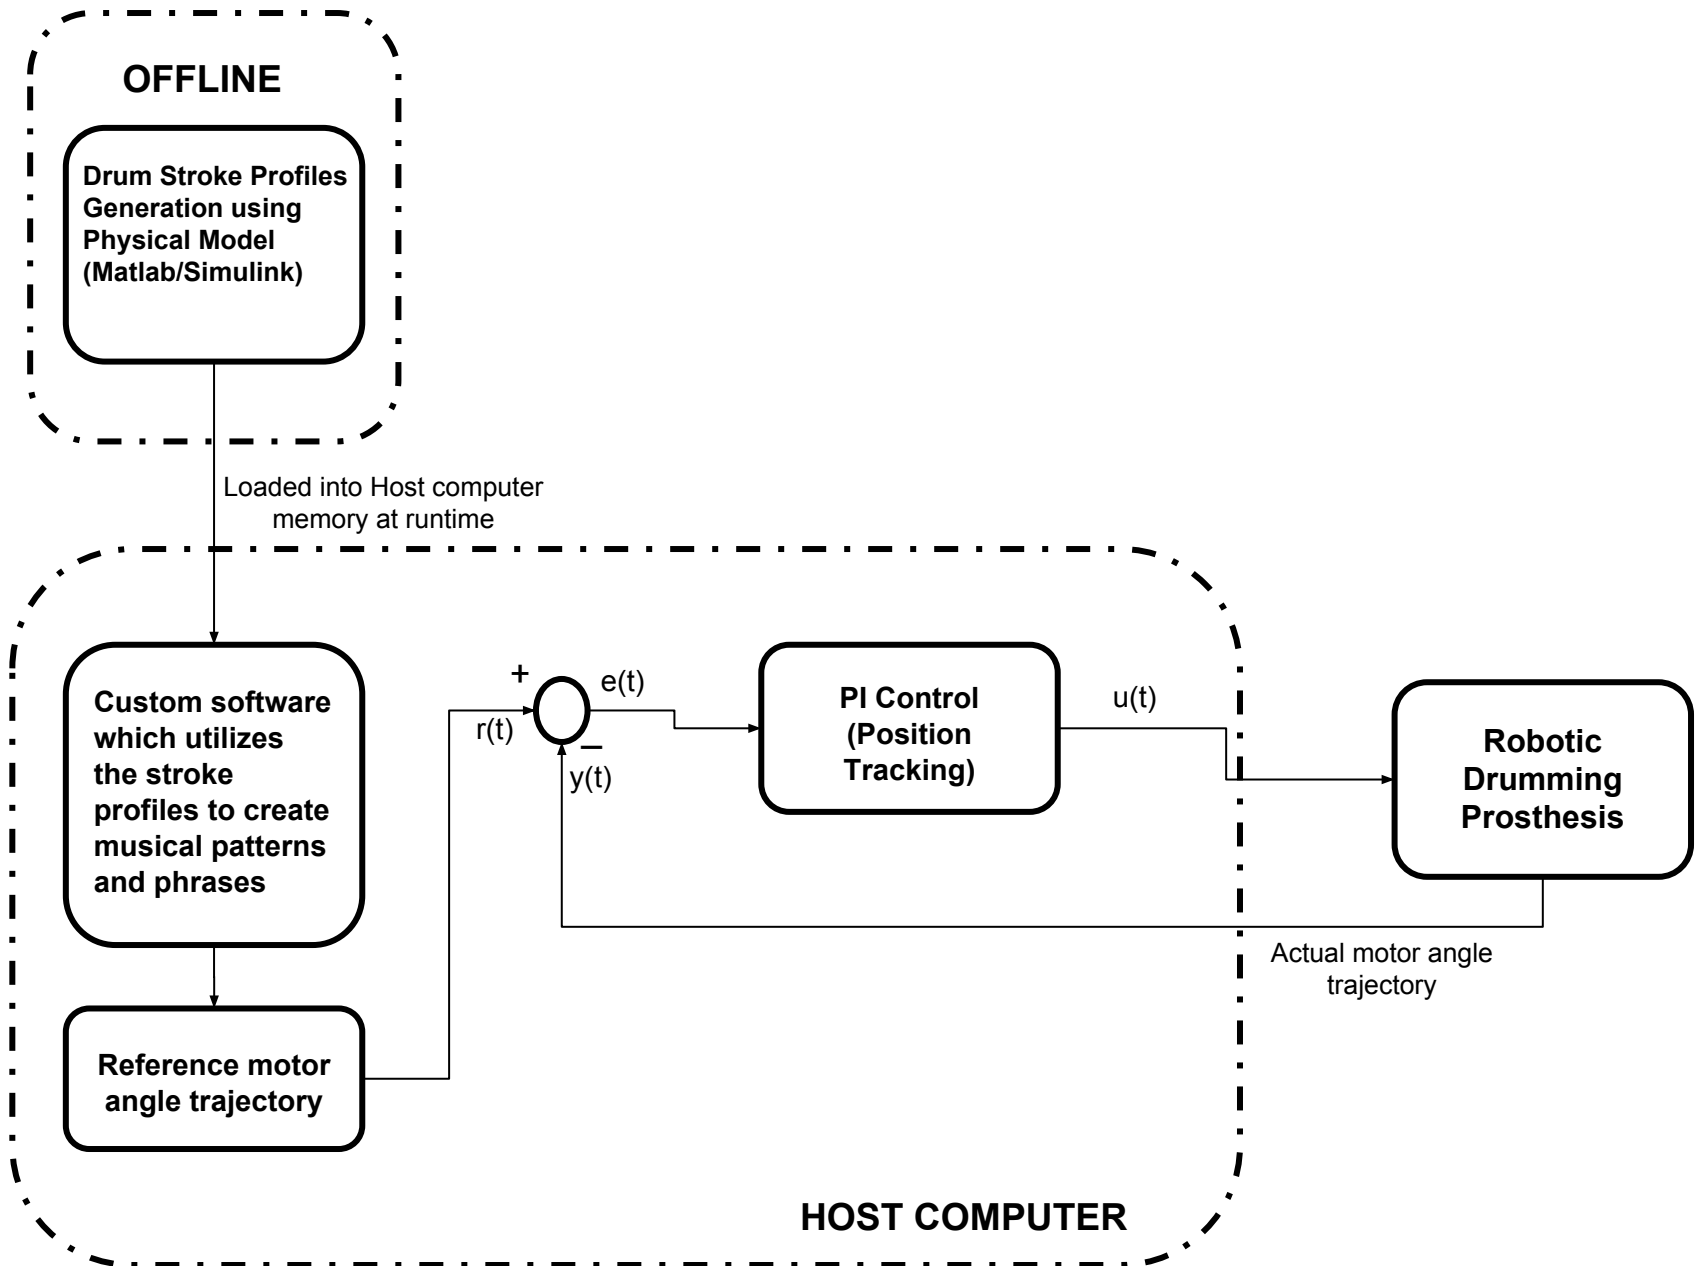 OFFLINE
Drum Stroke Profiles
Generation using
Physical Model
(Matlab/Simulink)
Loaded into Host computer
memory at runtime
Custom software
which utilizes
the stroke
profiles to create
musical patterns
and phrases
Reference motor
angle trajectory
+
r(t)
e(t)
−
y(t)
PI Control
(Position
Tracking)
u(t)
Robotic
Drumming
Prosthesis
Actual motor angle
trajectory
HOST COMPUTER